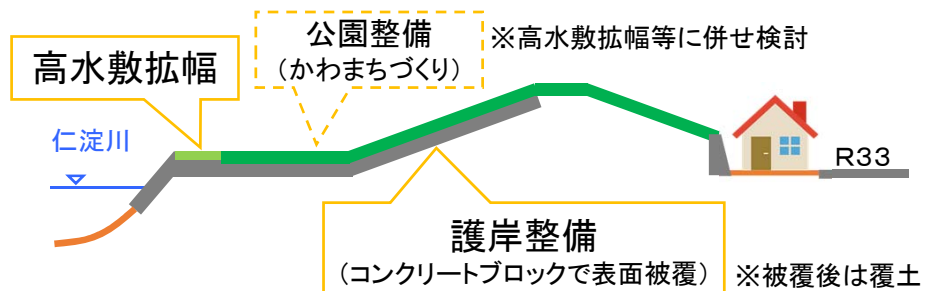 公園整備
(かわまちづくり)
※高水敷拡幅等に併せ検討
高水敷拡幅
仁淀川
R33
護岸整備
(コンクリートブロックで表面被覆)
※被覆後は覆土